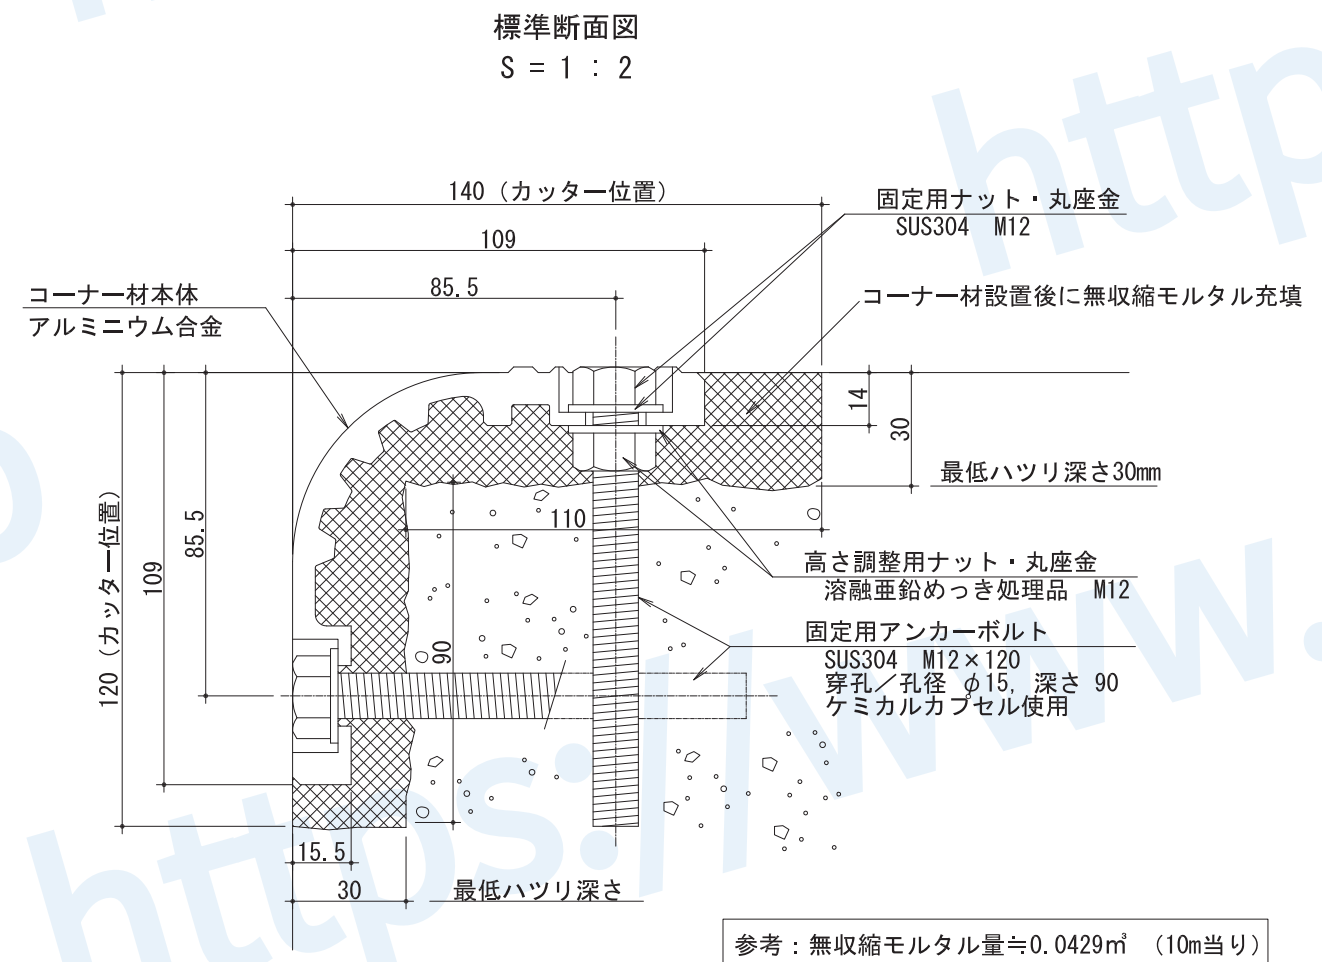 標準断面図
S = 1 : 2
140（カッター位置）
固定用ナット・丸座金
SUS304 M12
109
85.5
コーナー材本体
アルミニウム合金
コーナー材設置後に無収縮モルタル充填
14
30
最低ハツリ深さ30mm
120（カッター位置）
109
85.5
110
高さ調整用ナット・丸座金
溶融亜鉛めっき処理品 M12
90
固定用アンカーボルト
SUS304 M12×120
穿孔／孔径 φ15, 深さ 90
ケミカルカプセル使用
15.5
30
最低ハツリ深さ
参考：無収縮モルタル量≒0.0429㎥ （10m当り）
http
https://www.